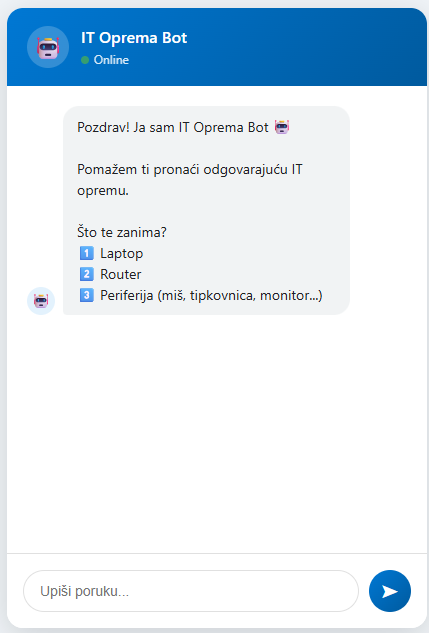 IT Oprema Bot
Online
Pozdrav! Ja sam IT Oprema Bot 🤖
Pomažem ti pronaći odgovarajuću IT
opremu.
Što te zanima?
1️⃣ Laptop
2️⃣ Router
3️⃣ Periferija (miš, tipkovnica, monitor...)
Upiši poruku...